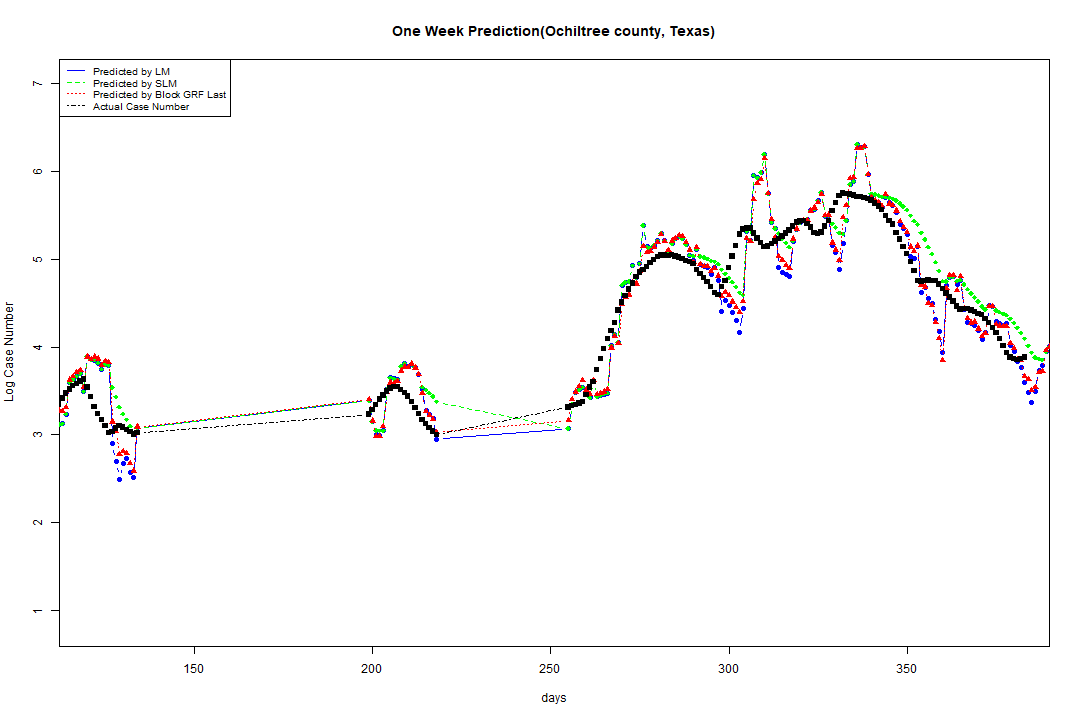 One Week Prediction(Ochiltree county, Texas)
Predicted by LM
Predicted by SLM
Predicted by Block GRF Last
Actual Case Number
7
6
5
4
3
2
1
Log Case Number
150 200 250 300 350
days